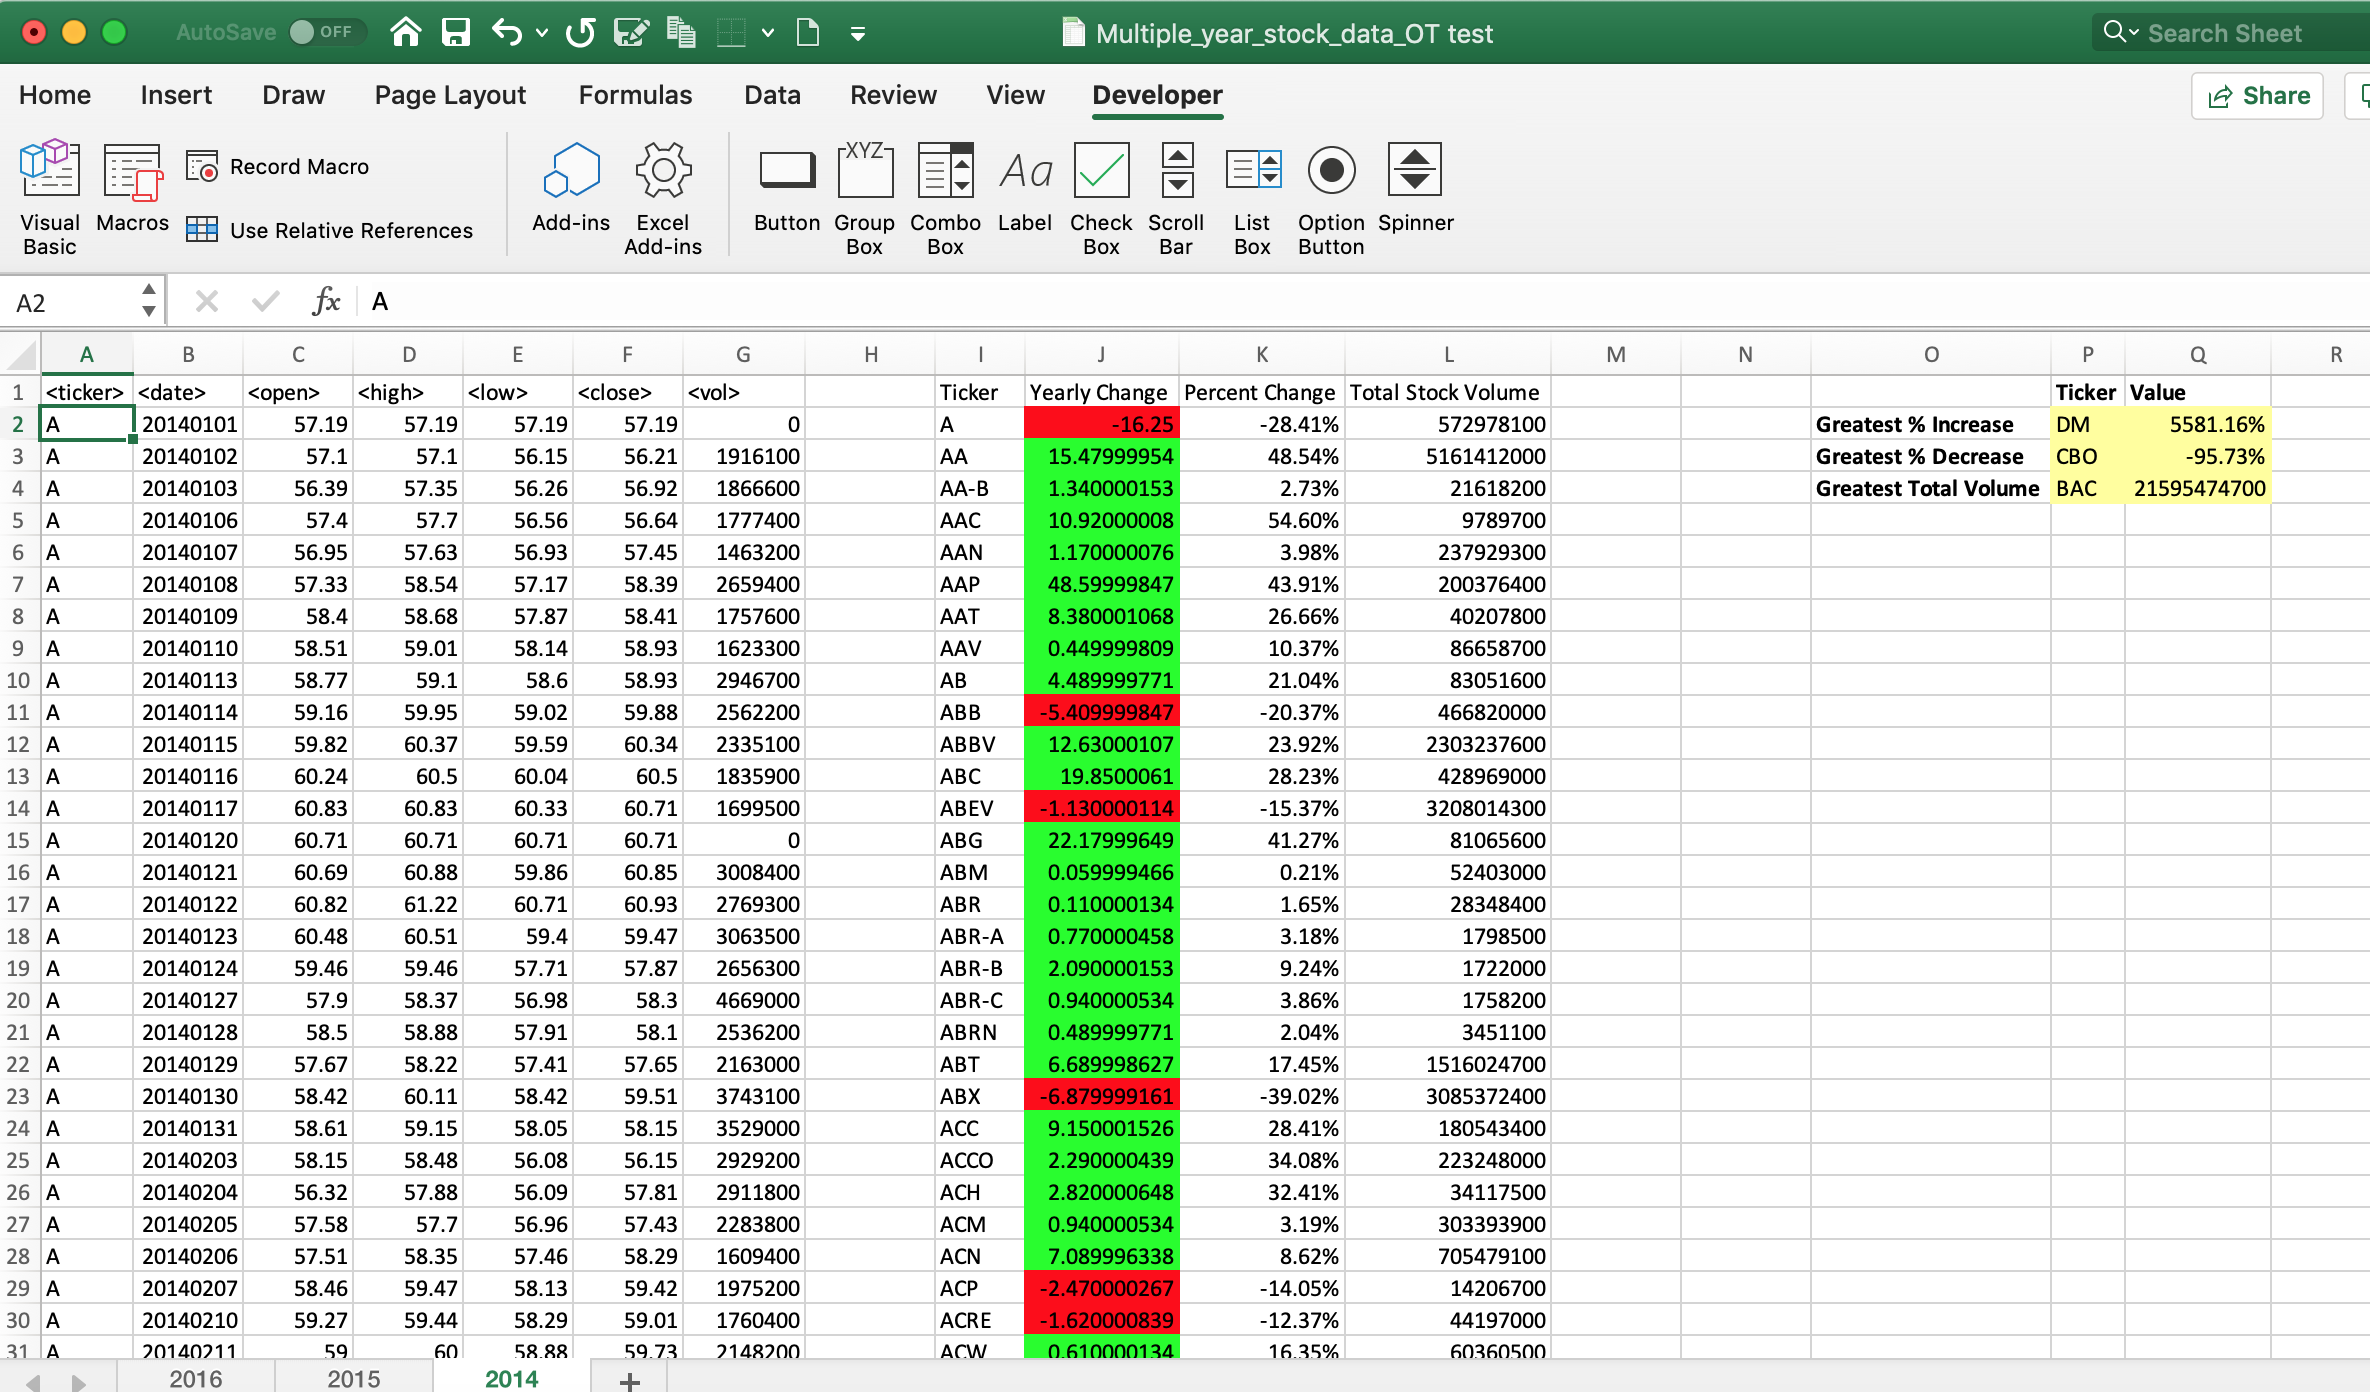 AutoSave OFF Multiple_year_stock_data_OT test Search Sheet
Home Insert Draw Page Layout Formulas Data Review View Developer Share
Visual Basic Macros Record Macro Use Relative References Add-ins Excel Add-ins Button XYZ Group Box Combo Box Aa Label Check Box Scroll Bar List Box Option Button Spinner
A2 fx A
A B C D E F G H I J K L M N O P Q R
1 <ticker> <date> <open> <high> <low> <close> <vol> Ticker Yearly Change Percent Change Total Stock Volume Ticker Value
2 A 20140101 57.19 57.19 57.19 57.19 0 A -16.25 -28.41% 572978100 Greatest % Increase DM 5581.16%
3 A 20140102 57.1 57.1 56.15 56.21 1916100 AA 15.47999954 48.54% 5161412000 Greatest % Decrease CBO -95.73%
4 A 20140103 56.39 57.35 56.26 56.92 1866600 AA-B 1.340000153 2.73% 21618200 Greatest Total Volume BAC 21595474700
5 A 20140106 57.4 57.7 56.56 56.64 1777400 AAC 10.92000008 54.60% 9789700
6 A 20140107 56.95 57.63 56.93 57.45 1463200 AAN 1.170000076 3.98% 237929300
7 A 20140108 57.33 58.54 57.17 58.39 2659400 AAP 48.59999847 43.91% 200376400
8 A 20140109 58.4 58.68 57.87 58.41 1757600 AAT 8.380001068 26.66% 40207800
9 A 20140110 58.51 59.01 58.14 58.93 1623300 AAV 0.449999809 10.37% 86658700
10 A 20140113 58.77 59.1 58.6 58.93 2946700 AB 4.489999771 21.04% 83051600
11 A 20140114 59.16 59.95 59.02 59.88 2562200 ABB -5.409999847 -20.37% 466820000
12 A 20140115 59.82 60.37 59.59 60.34 2335100 ABBV 12.63000107 23.92% 2303237600
13 A 20140116 60.24 60.5 60.04 60.5 1835900 ABC 19.8500061 28.23% 428969000
14 A 20140117 60.83 60.83 60.33 60.71 1699500 ABEV -1.130000114 -15.37% 3208014300
15 A 20140120 60.71 60.71 60.71 60.71 0 ABG 22.17999649 41.27% 81065600
16 A 20140121 60.69 60.88 59.86 60.85 3008400 ABM 0.059999466 0.21% 52403000
17 A 20140122 60.82 61.22 60.71 60.93 2769300 ABR 0.110000134 1.65% 28348400
18 A 20140123 60.48 60.51 59.4 59.47 3063500 ABR-A 0.770000458 3.18% 1798500
19 A 20140124 59.46 59.46 57.71 57.87 2656300 ABR-B 2.090000153 9.24% 1722000
20 A 20140127 57.9 58.37 56.98 58.3 4669000 ABR-C 0.940000534 3.86% 1758200
21 A 20140128 58.5 58.88 57.91 58.1 2536200 ABRN 0.489999771 2.04% 3451100
22 A 20140129 57.67 58.22 57.41 57.65 2163000 ABT 6.689998627 17.45% 1516024700
23 A 20140130 58.42 60.11 58.42 59.51 3743100 ABX -6.879999161 -39.02% 3085372400
24 A 20140131 58.61 59.15 58.05 58.15 3529000 ACC 9.150001526 28.41% 180543400
25 A 20140203 58.15 58.48 56.08 56.15 2929200 ACCO 2.290000439 34.08% 223248000
26 A 20140204 56.32 57.88 56.09 57.81 2911800 ACH 2.820000648 32.41% 34117500
27 A 20140205 57.58 57.7 56.96 57.43 2283800 ACM 0.940000534 3.19% 303393900
28 A 20140206 57.51 58.35 57.46 58.29 1609400 ACN 7.089996338 8.62% 705479100
29 A 20140207 58.46 59.47 58.13 59.42 1975200 ACP -2.470000267 -14.05% 14206700
30 A 20140210 59.27 59.44 58.29 59.01 1760400 ACRE -1.620000839 -12.37% 44197000
31 A 20140211 59 60 58.88 59.73 2148200 ACW 0.610000134 16.35% 60360500
2016 2015 2014 +